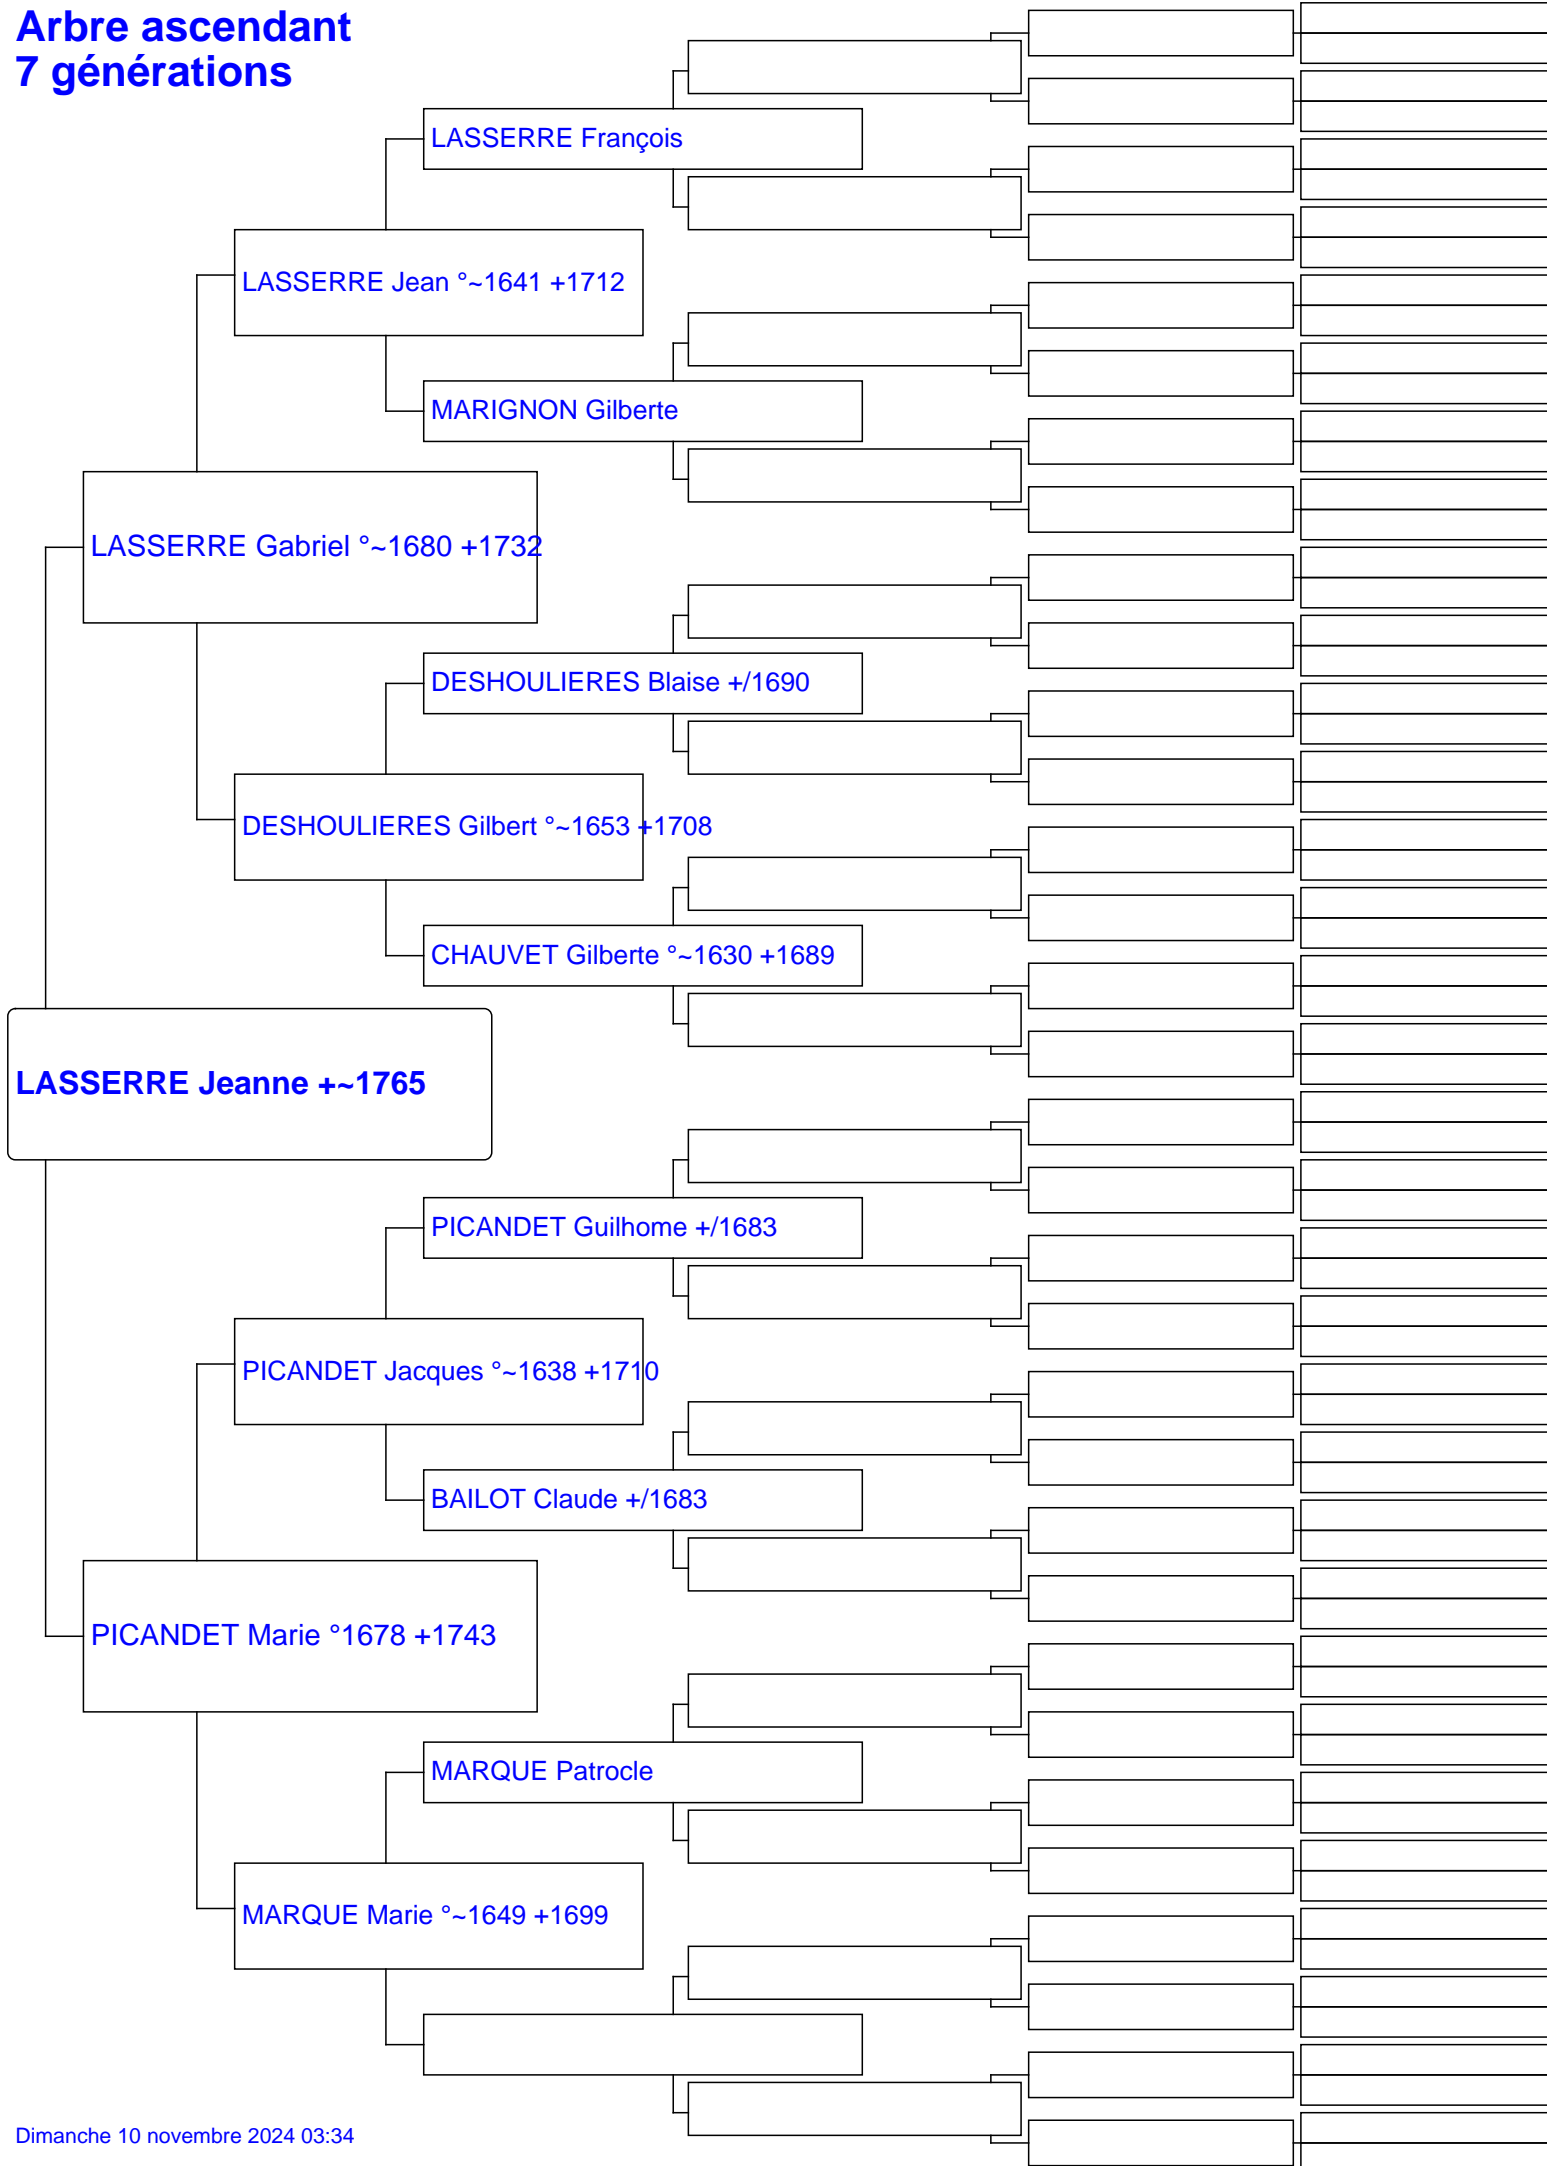 Arbre ascendant
7 générations
LASSERRE François
LASSERRE Jean °~1641 +1712
MARIGNON Gilberte
LASSERRE Gabriel °~1680 +1732
DESHOULIERES Blaise +/1690
DESHOULIERES Gilbert °~1653 +1708
CHAUVET Gilberte °~1630 +1689
LASSERRE Jeanne +~1765
PICANDET Guilhome +/1683
PICANDET Jacques °~1638 +1710
BAILOT Claude +/1683
PICANDET Marie °1678 +1743
MARQUE Patrocle
MARQUE Marie °~1649 +1699
Dimanche 10 novembre 2024 03:34